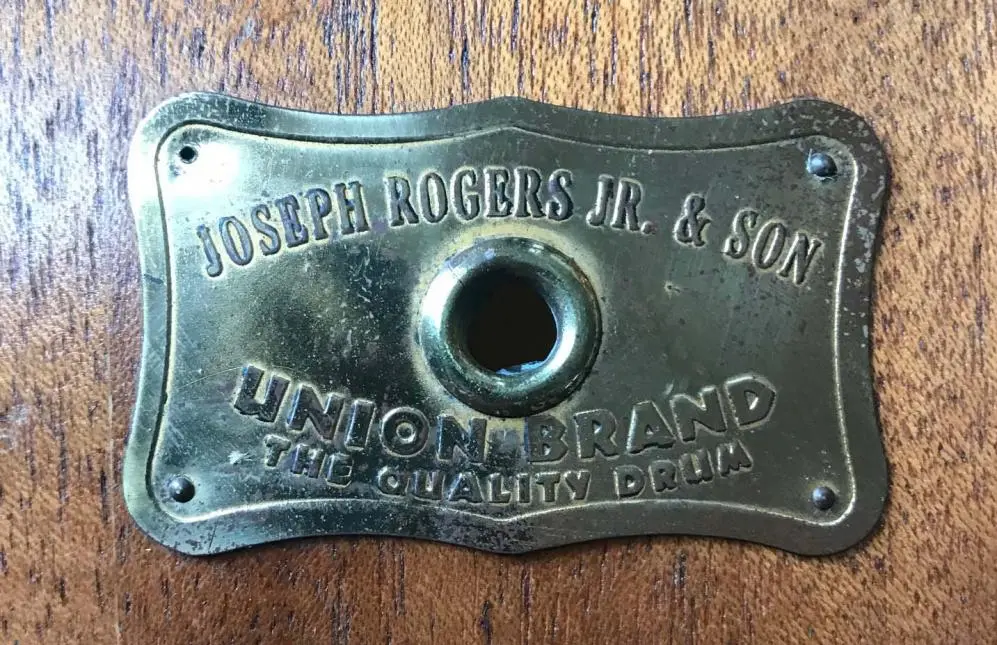 JOSEPH ROGERS JR. & SON
UNION BRAND
THE QUALITY DRUM